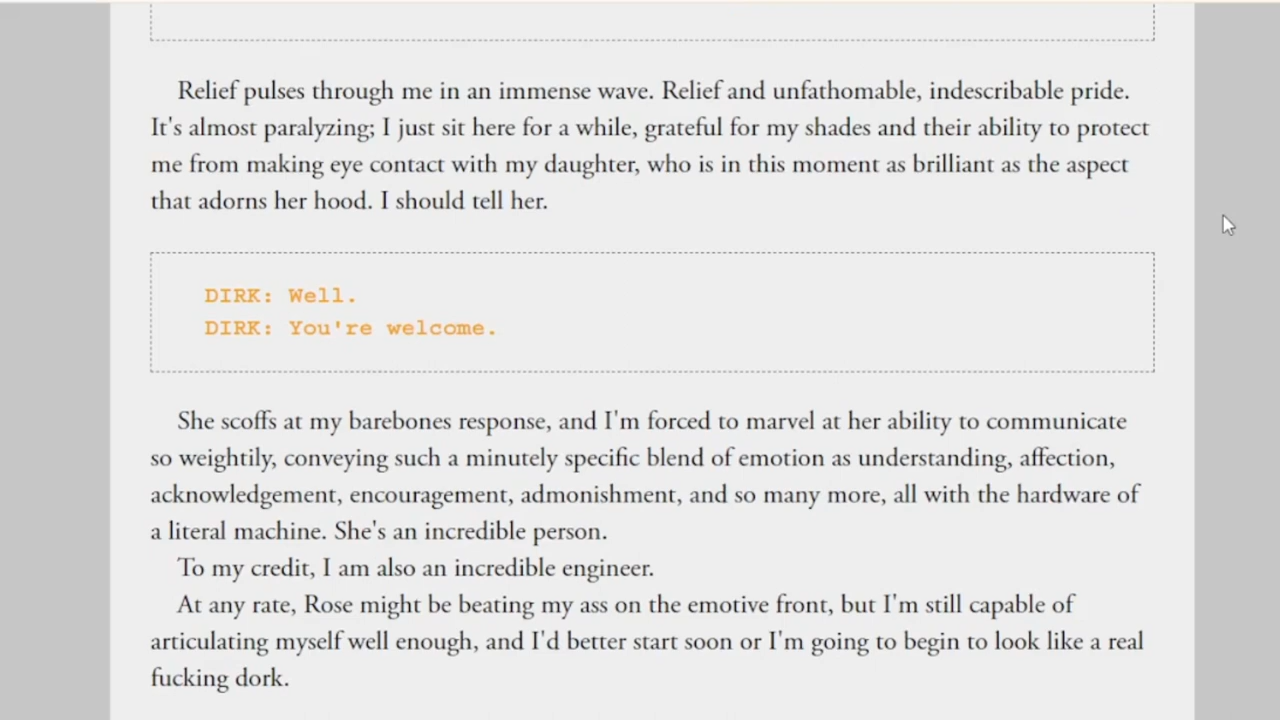 Relief pulses through me in an immense wave. Relief and unfathomable, indescribable pride.
It's almost paralyzing; I just sit here for a while, grateful for my shades and their ability to protect
me from making eye contact with my daughter, who is in this moment as brilliant as the aspect
that adorns her hood. I should tell her.
DIRK: Well.
DIRK: You're welcome.
She scoffs at my barebones response, and I'm forced to marvel at her ability to communicate
so weightily, conveying such a minutely specific blend of emotion as understanding, affection,
acknowledgement, encouragement, admonishment, and so many more, all with the hardware of
a literal machine. She's an incredible person.
To my credit, I am also an incredible engineer.
At any rate, Rose might be beating my ass on the emotive front, but I'm still capable of
articulating myself well enough, and I'd better start soon or I'm going to begin to look like a real
fucking dork.